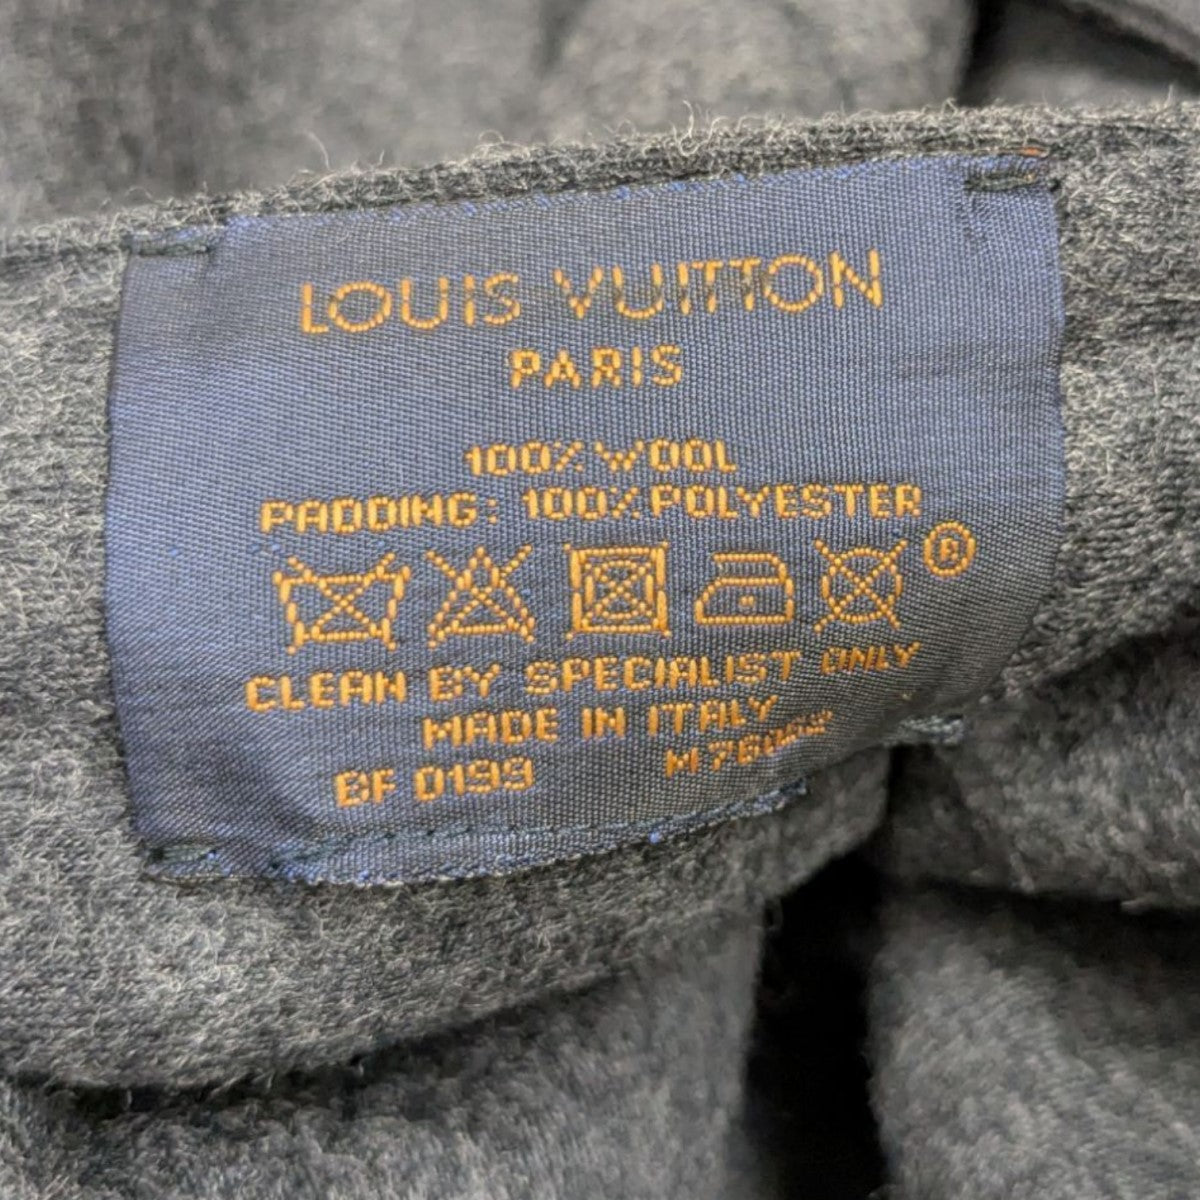 LOUIS VUITTON
PARIS
100% WOOL
PADDING: 100% POLYESTER
®
CLEAN BY SPECIALIST ONLY
MADE IN ITALY
BF 0199